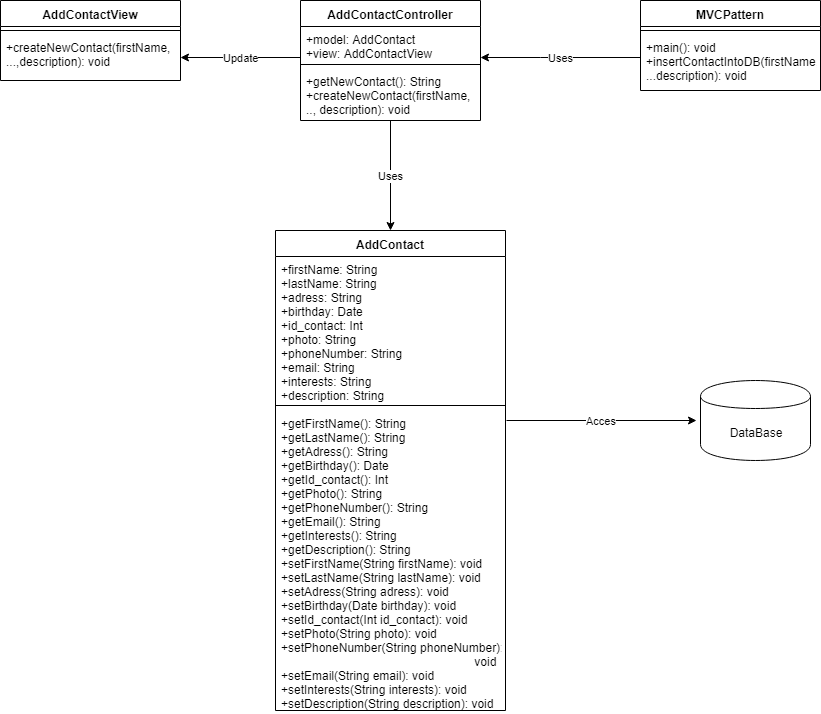 AddContactView
+createNewContact(firstName,
...,description): void
Update
AddContactController
+model: AddContact
+view: AddContactView
+getNewContact(): String
+createNewContact(firstName,
.., description): void
Uses
MVCPattern
+main(): void
+insertContactIntoDB(firstName
...description): void
Uses
AddContact
+firstName: String
+lastName: String
+adress: String
+birthday: Date
+id_contact: Int
+photo: String
+phoneNumber: String
+email: String
+interests: String
+description: String
+getFirstName(): String
+getLastName(): String
+getAdress(): String
+getBirthday(): Date
+getId_contact(): Int
+getPhoto(): String
+getPhoneNumber(): String
+getEmail(): String
+getInterests(): String
+getDescription(): String
+setFirstName(String firstName): void
+setLastName(String lastName): void
+setAdress(String adress): void
+setBirthday(Date birthday): void
+setId_contact(Int id_contact): void
+setPhoto(String photo): void
+setPhoneNumber(String phoneNumber):
void
+setEmail(String email): void
+setInterests(String interests): void
+setDescription(String description): void
Acces
DataBase